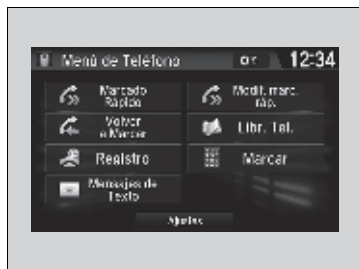 Menú de Teléfono
12:34
Marcado
Rápido
Modif. marc.
ráp.
Volver
a Marcar
Libr. Tel.
Registro
Marcar
Mensajes de
Texto
Ajustes